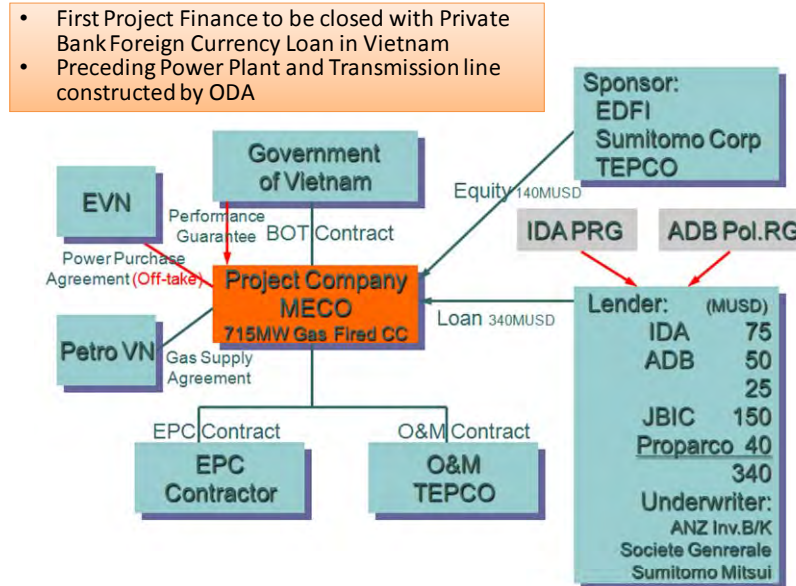 • First Project Finance to be closed with Private
Bank Foreign Currency Loan in Vietnam
• Preceding Power Plant and Transmission line
constructed by ODA
Sponsor:
EDFI
Sumitomo Corp
TEPCO
Government
of Vietnam
EVN
Equity 140MUSD
Performance
Guarantee
BOT Contract
IDA PRG
ADB Pol.RG
Power Purchase
Agreement (Off-take)
Project Company
MECO
715MW Gas Fired CC
Loan 340MUSD
Petro VN
Gas Supply
Agreement
Lender: (MUSD)
IDA 75
ADB 50
25
JBIC 150
Proparco 40
340
Underwriter:
ANZ Inv.B/K
Societe Genrerale
Sumitomo Mitsui
EPC Contract
O&M Contract
EPC
Contractor
O&M
TEPCO